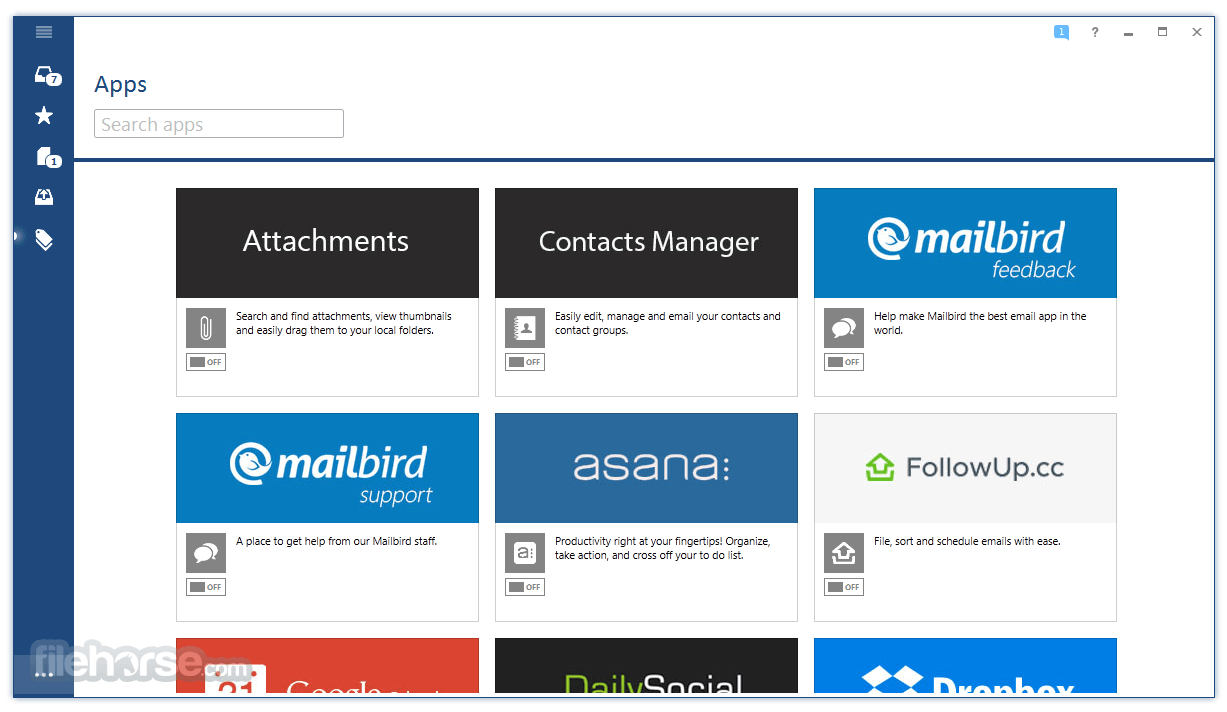 1
?
7
Apps
Search apps
1
Attachments
Contacts Manager
mailbird
feedback
Search and find attachments, view thumbnails
and easily drag them to your local folders.
OFF
Easily edit, manage and email your contacts and
contact groups.
OFF
Help make Mailbird the best email app in the
world.
OFF
mailbird
support
asana:
FollowUp.cc
A place to get help from our Mailbird staff.
OFF
Productivity right at your fingertips! Organize,
take action, and cross off your to do list.
a:
OFF
File, sort and schedule emails with ease.
OFF
filehorse.com
31
Google
DailySocial
Dropbox